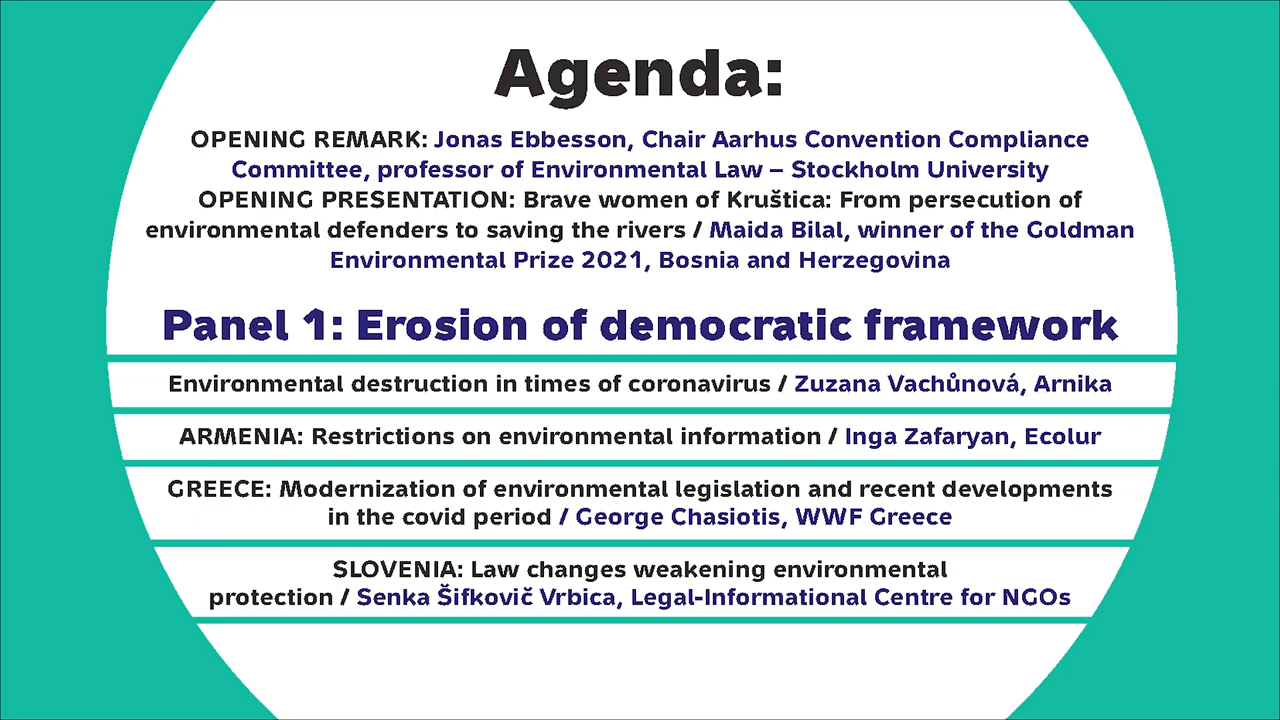 Agenda:
OPENING REMARK: Jonas Ebbesson, Chair Aarhus Convention Compliance
Committee, professor of Environmental Law – Stockholm University
OPENING PRESENTATION: Brave women of Kruštica: From persecution of
environmental defenders to saving the rivers / Maida Bilal, winner of the Goldman
Environmental Prize 2021, Bosnia and Herzegovina
Panel 1: Erosion of democratic framework
Environmental destruction in times of coronavirus / Zuzana Vachůnová, Arnika
ARMENIA: Restrictions on environmental information / Inga Zafaryan, Ecolur
GREECE: Modernization of environmental legislation and recent developments
in the covid period / George Chasiotis, WWF Greece
SLOVENIA: Law changes weakening environmental
protection / Senka Šifkovič Vrbica, Legal-Informational Centre for NGOs